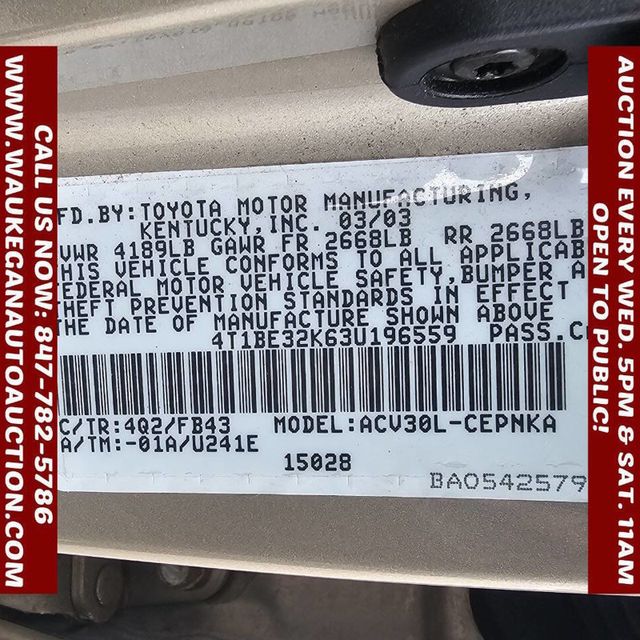 CALL US NOW: 847-782-5786
WWW.WAUKEGANAUTOAUCTION.COM
FD.BY:TOYOTA MOTOR MANUFACTURING,
KENTUCKY,INC. 03/03
VWR 4189LB GAWR FR 2668LB RR 2668LB
HIS VEHICLE CONFORMS TO ALL APPLICAB
EDERAL MOTOR VEHICLE SAFETY,BUMPER A
HEFT PREVENTION STANDARDS IN EFFECT
THE DATE OF MANUFACTURE SHOWN ABOVE
4T1BE32K63U196559 PASS.C
C/TR:4Q2/FB43 MODEL:ACV30L-CEPNKA
A/TM:-01A/U241E
15028
BA0542579
AUCTION EVERY WED. 5PM & SAT. 11AM
OPEN TO PUBLIC!